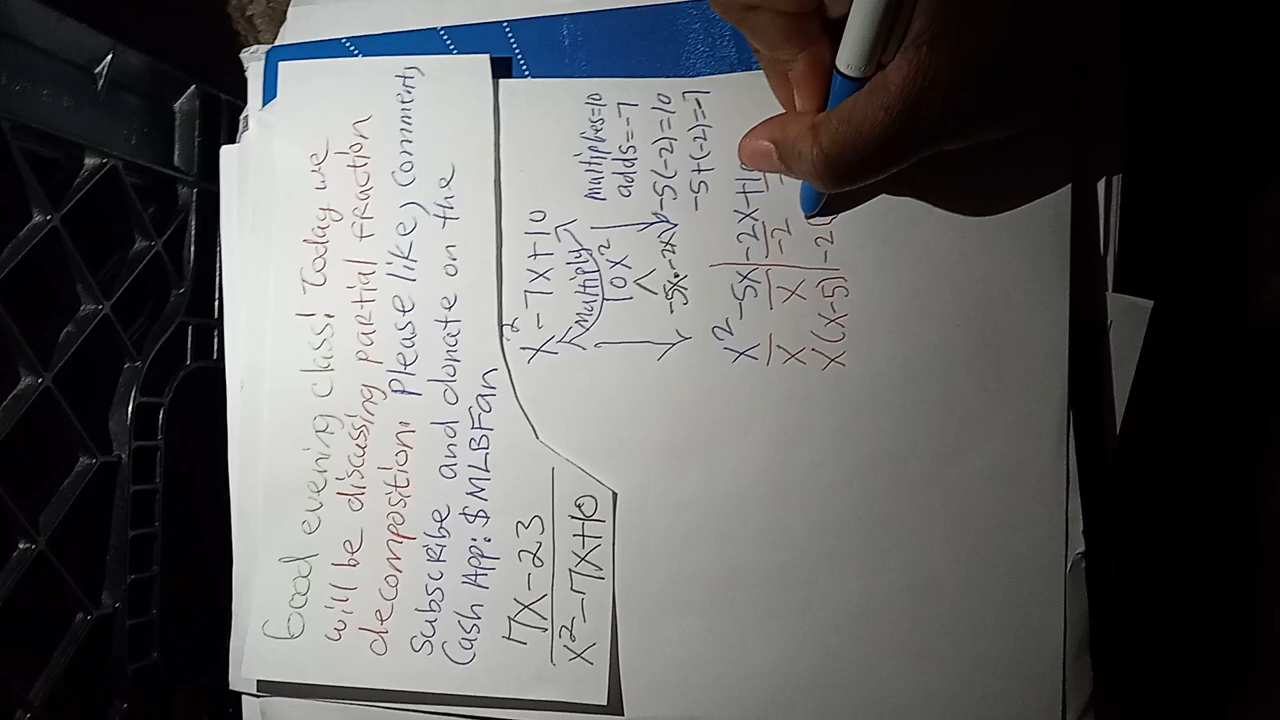 Good evening class! Today we
will be discussing partial fraction
decomposition. Please like, comment,
Subscribe and donate on the
Cash App: $MLBFan
7x-23
x²-7x+10
x²-7x+10
Multiply
10x²
-5x·-2x
multiplies=10
adds=-7
-5(-2)=10
-5+(-2)=-7
x²-5x|-2x+1
x x|-2
x(x-5)|-2(